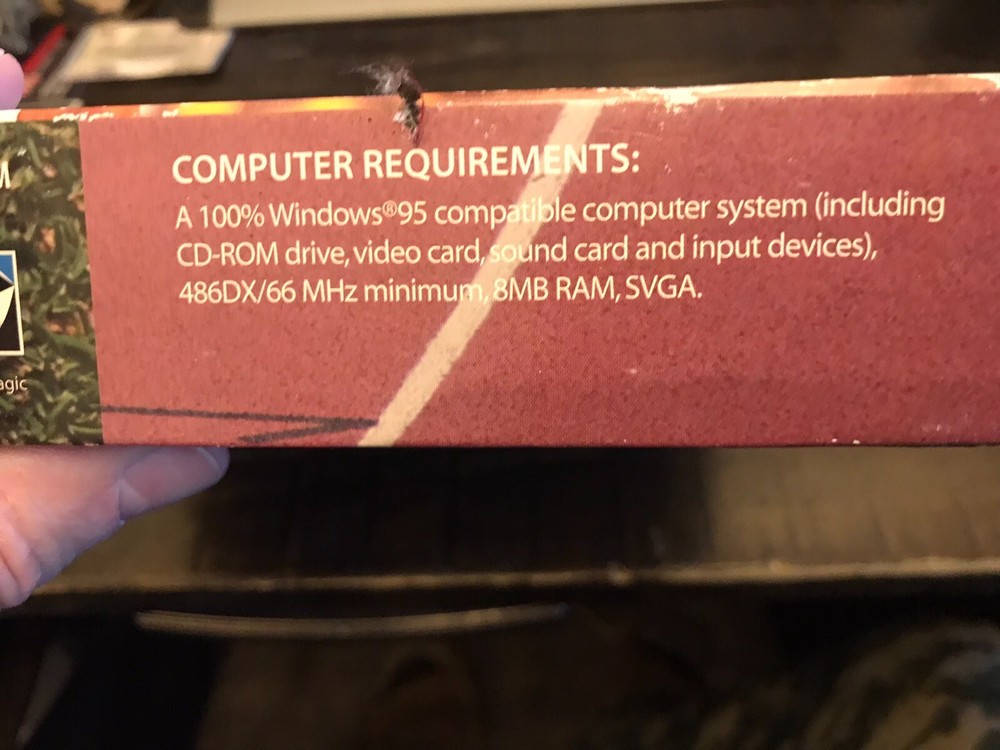 COMPUTER REQUIREMENTS:
A 100% Windows®95 compatible computer system (including
CD-ROM drive, video card, sound card and input devices),
486DX/66 MHz minimum, 8MB RAM, SVGA.